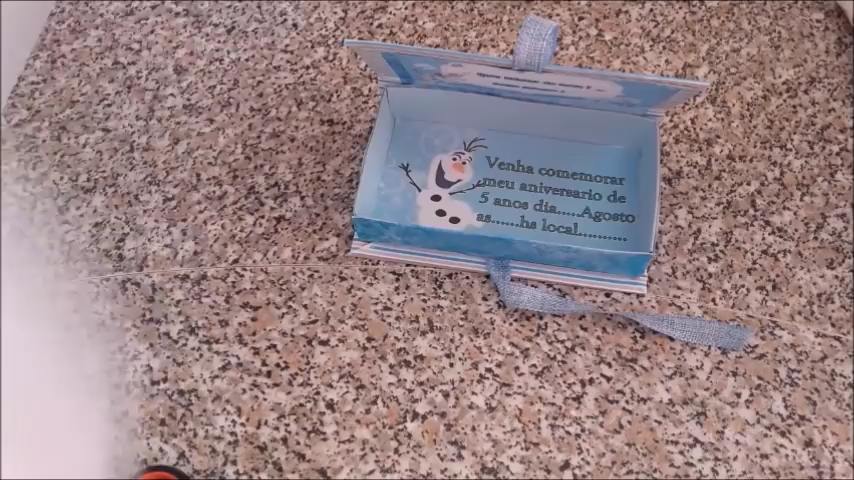 Venha comemorar
meu aniversario de
5 anos dia.....Agosto
as......hs local............